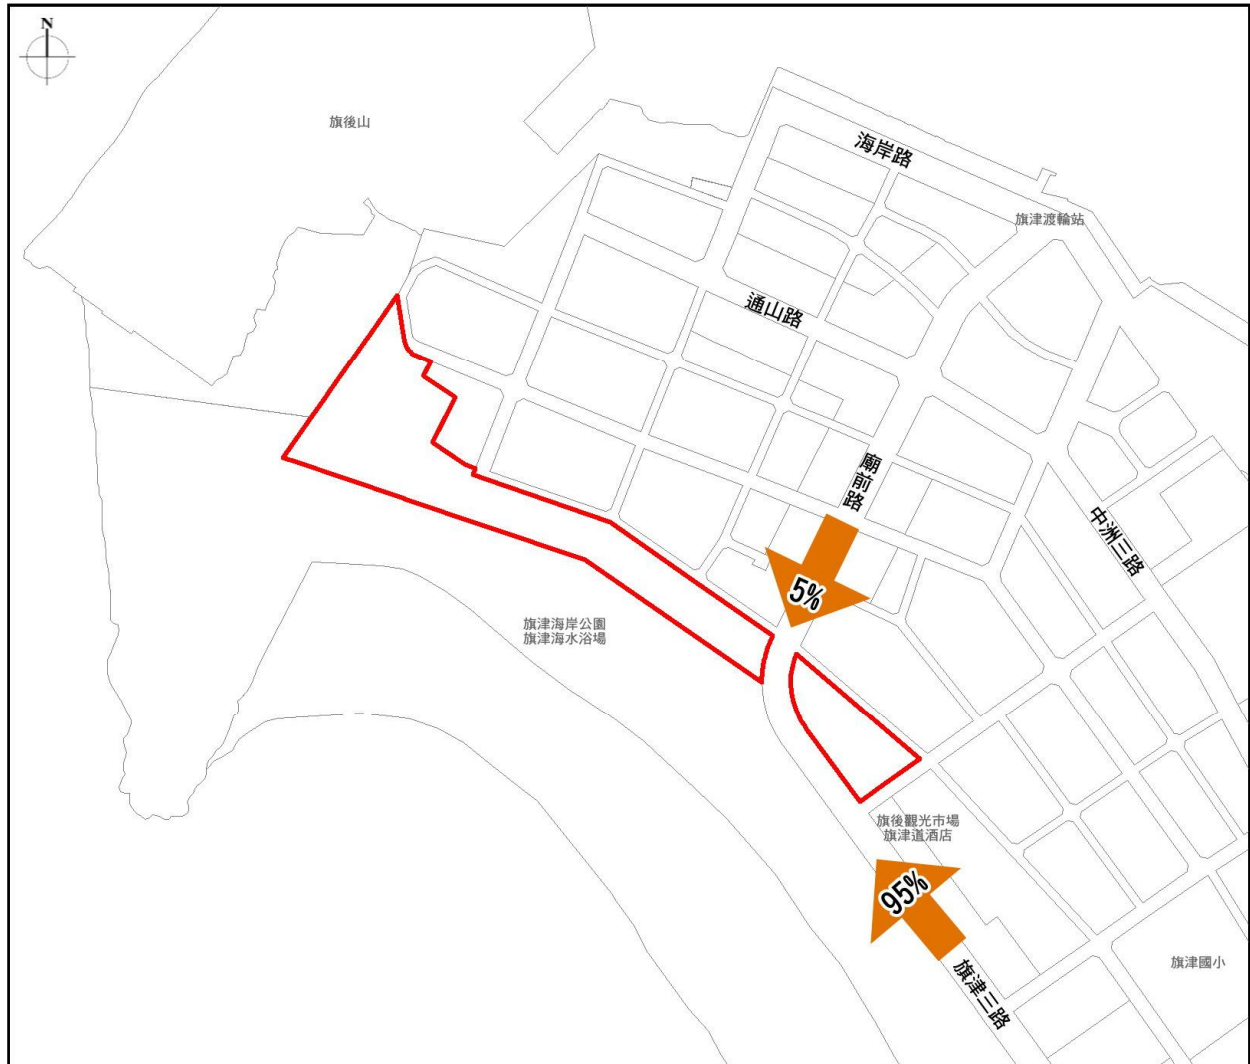 N
旗後山
海岸路
旗津渡輪站
通山路
廟前路
中洲三路
5%
旗津海岸公園
旗津海水浴場
旗後觀光市場
旗津道酒店
95%
旗津三路
旗津國小